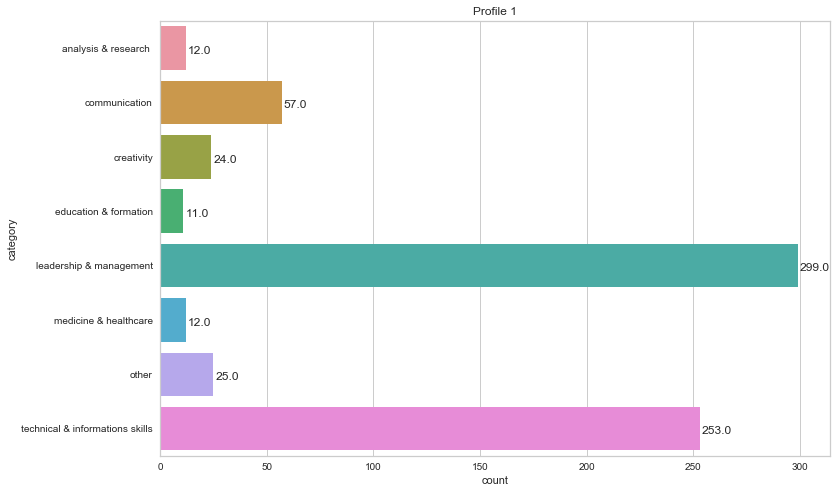 Profile 1
category
analysis & research
12.0
communication
57.0
creativity
24.0
education & formation
11.0
leadership & management
299.0
medicine & healthcare
12.0
other
25.0
technical & informations skills
253.0
0 50 100 150 200 250 300
count